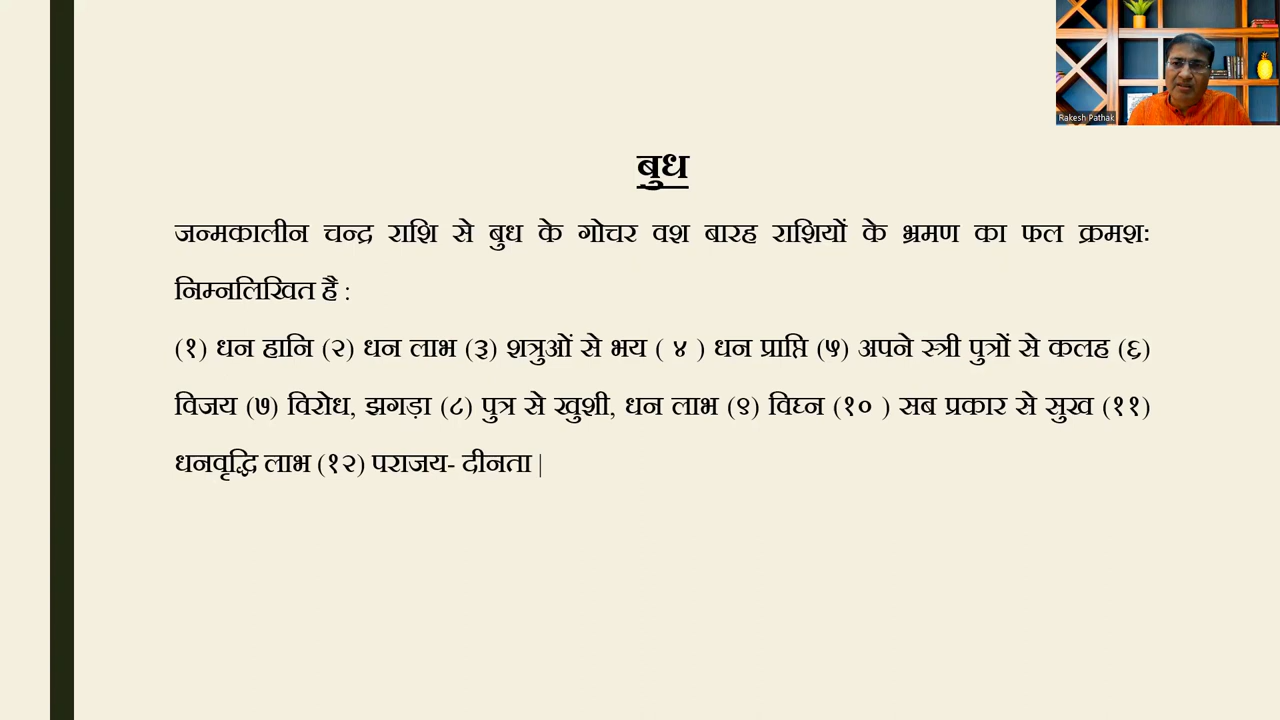 Rakesh Pathak
बुध
जन्मकालीन चन्द्र राशि से बुध के गोचर वश बारह राशियों के भ्रमण का फल क्रमशः
निम्नलिखित है :
(१) धन हानि (२) धन लाभ (३) शत्रुओं से भय ( ४ ) धन प्राप्ति (५) अपने स्त्री पुत्रों से कलह (६)
विजय (७) विरोध, झगड़ा (८) पुत्र से खुशी, धन लाभ (९) विघ्न (१० ) सब प्रकार से सुख (११)
धनवृद्धि लाभ (१२) पराजय- दीनता |